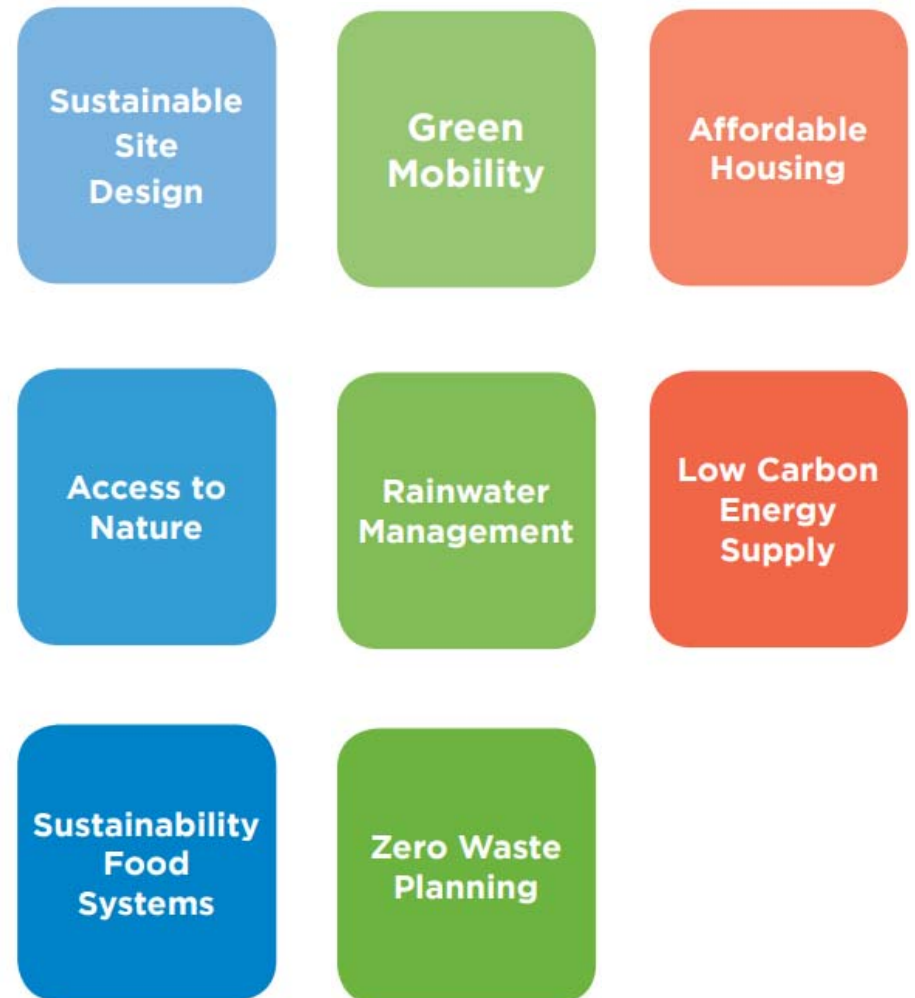 Sustainable
Site
Design
Green
Mobility
Affordable
Housing
Access to
Nature
Rainwater
Management
Low Carbon
Energy
Supply
Sustainability
Food
Systems
Zero Waste
Planning